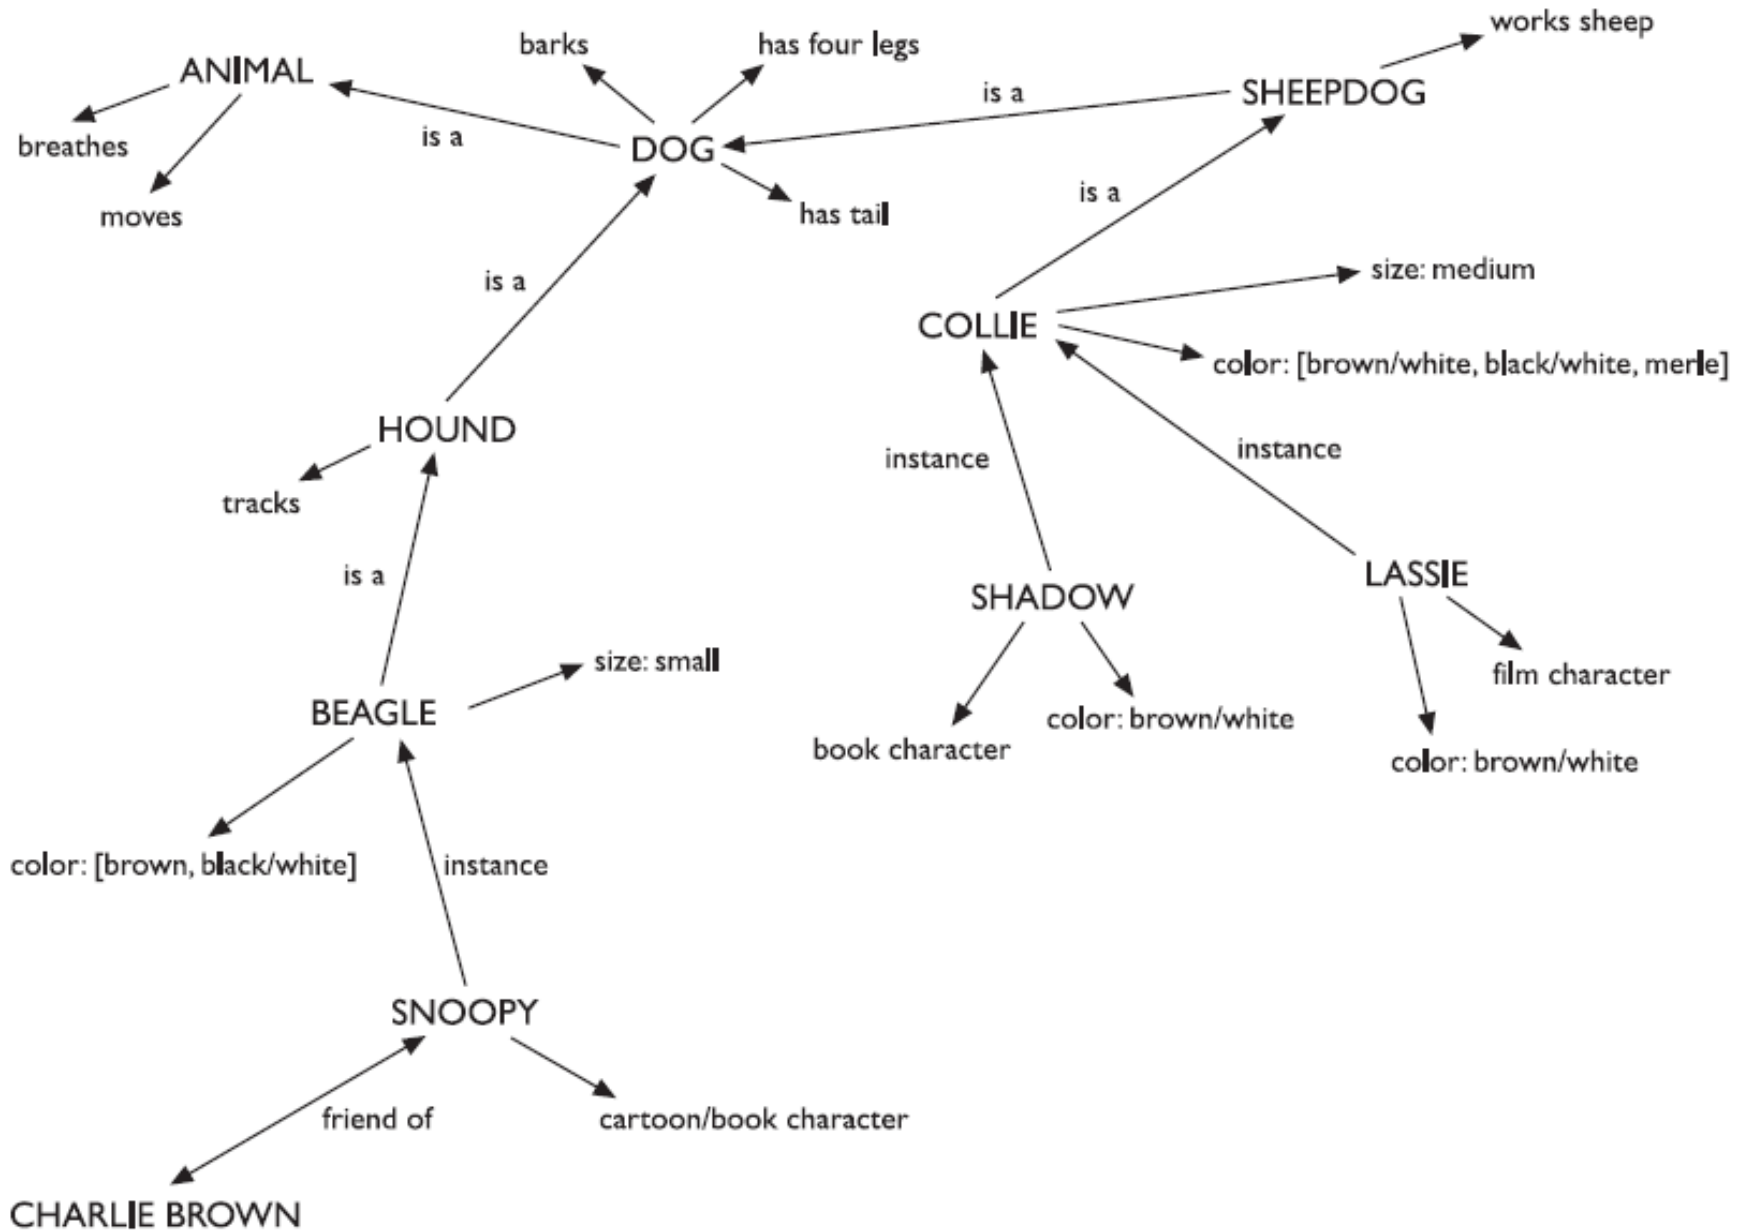 works sheep
barks
has four legs
ANIMAL
is a
SHEEPDOG
is a
breathes
DOG
moves
has tail
is a
is a
size: medium
COLLIE
color: [brown/white, black/white, merle]
HOUND
instance
instance
tracks
is a
LASSIE
SHADOW
size: small
film character
BEAGLE
color: brown/white
book character
color: brown/white
color: [brown, black/white]
instance
SNOOPY
friend of
cartoon/book character
CHARLIE BROWN